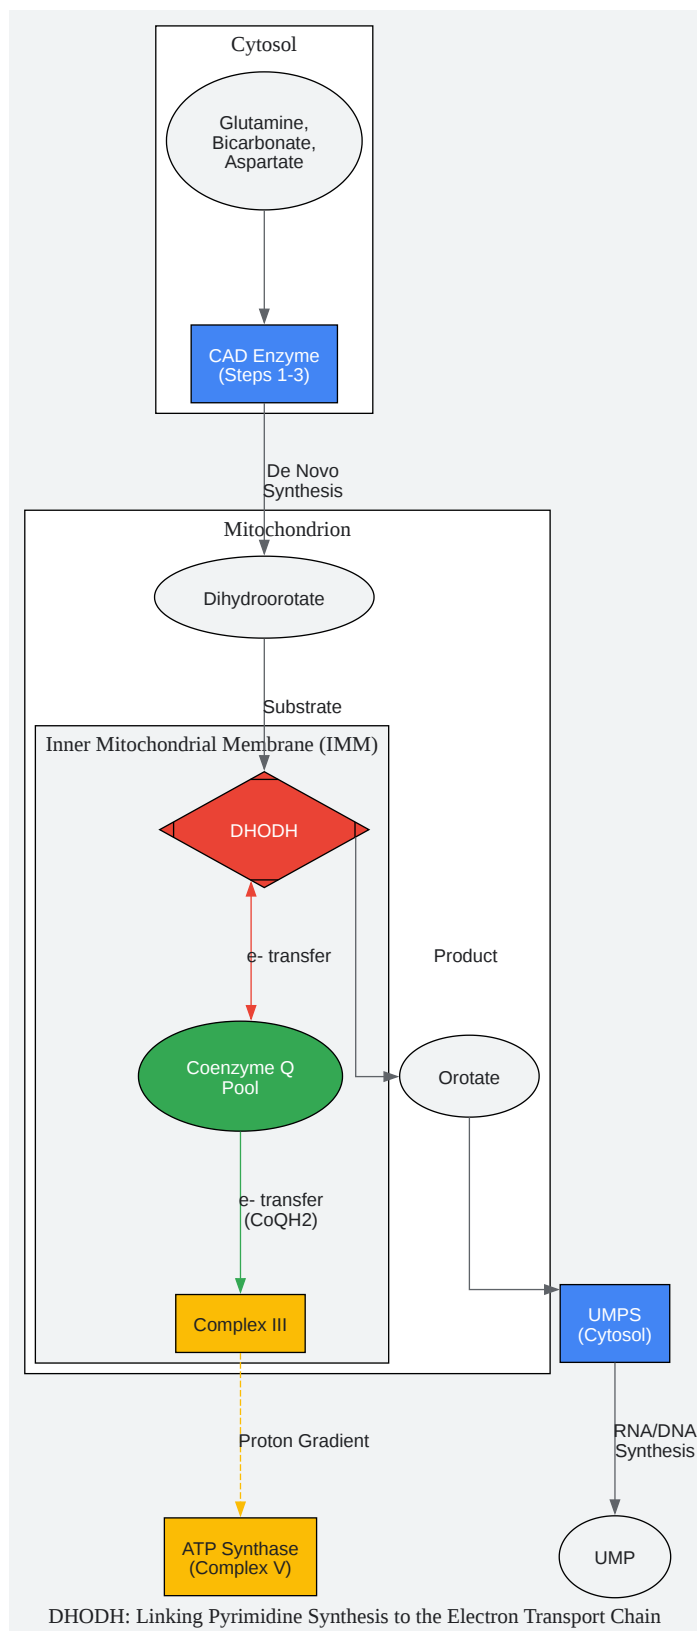 Cytosol
Glutamine,
Bicarbonate,
Aspartate
CAD Enzyme
(Steps 1-3)
De Novo
Synthesis
Mitochondrion
Dihydroorotate
Substrate
Inner Mitochondrial Membrane (IMM)
DHODH
e- transfer
Product
Coenzyme Q
Pool
Orotate
e- transfer
(CoQH2)
Complex III
UMPS
(Cytosol)
Proton Gradient
RNA/DNA
Synthesis
ATP Synthase
(Complex V)
UMP
DHODH: Linking Pyrimidine Synthesis to the Electron Transport Chain